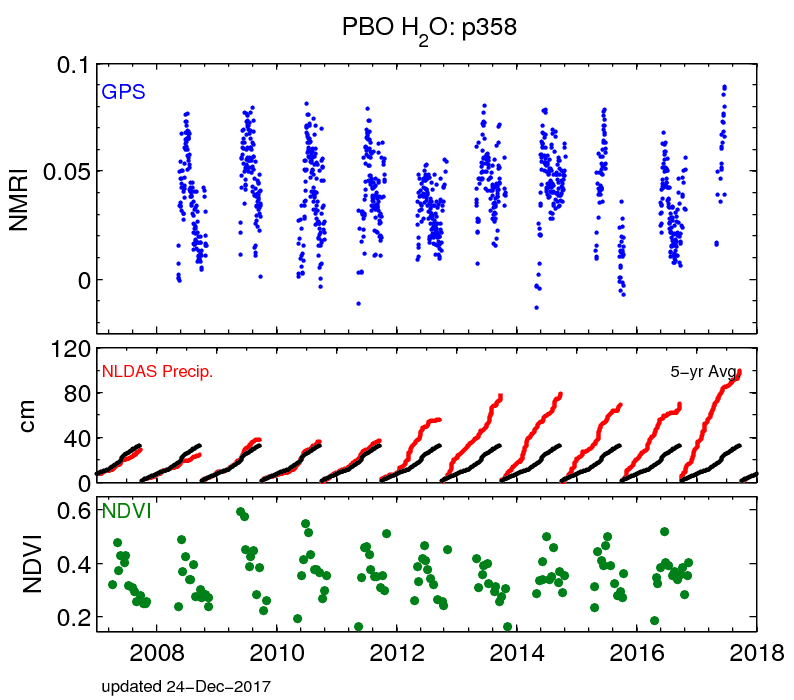 PBO H2O: p358
0.1
GPS
0.05
NMRI
0
120
NLDAS Precip. 5-yr Avg.
80
cm
40
0
0.6
NDVI
NDVI
0.4
0.2
2008 2010 2012 2014 2016 2018
updated 24-Dec-2017